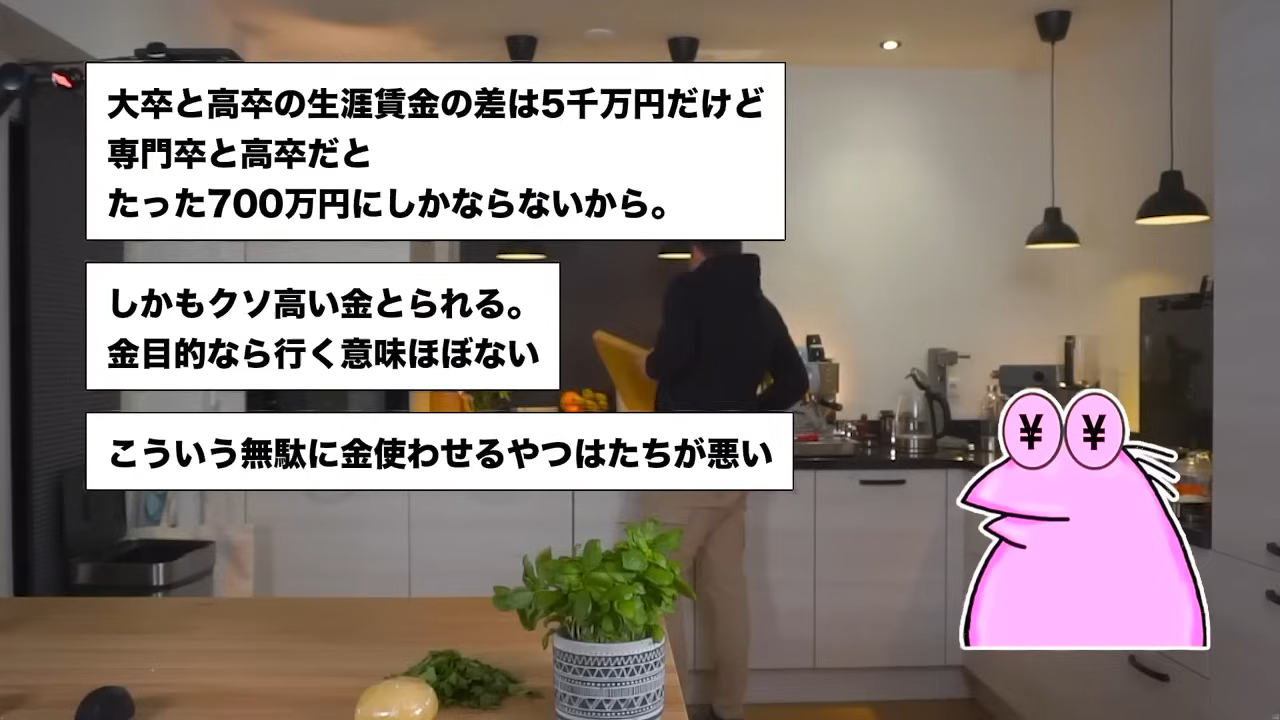 大卒と高卒の生涯賃金の差は5千万円だけど
専門卒と高卒だと
たった700万円にしかならないから。
しかもクソ高い金とられる。
金目的なら行く意味ほぼない
こういう無駄に金使わせるやつはたちが悪い
¥ ¥